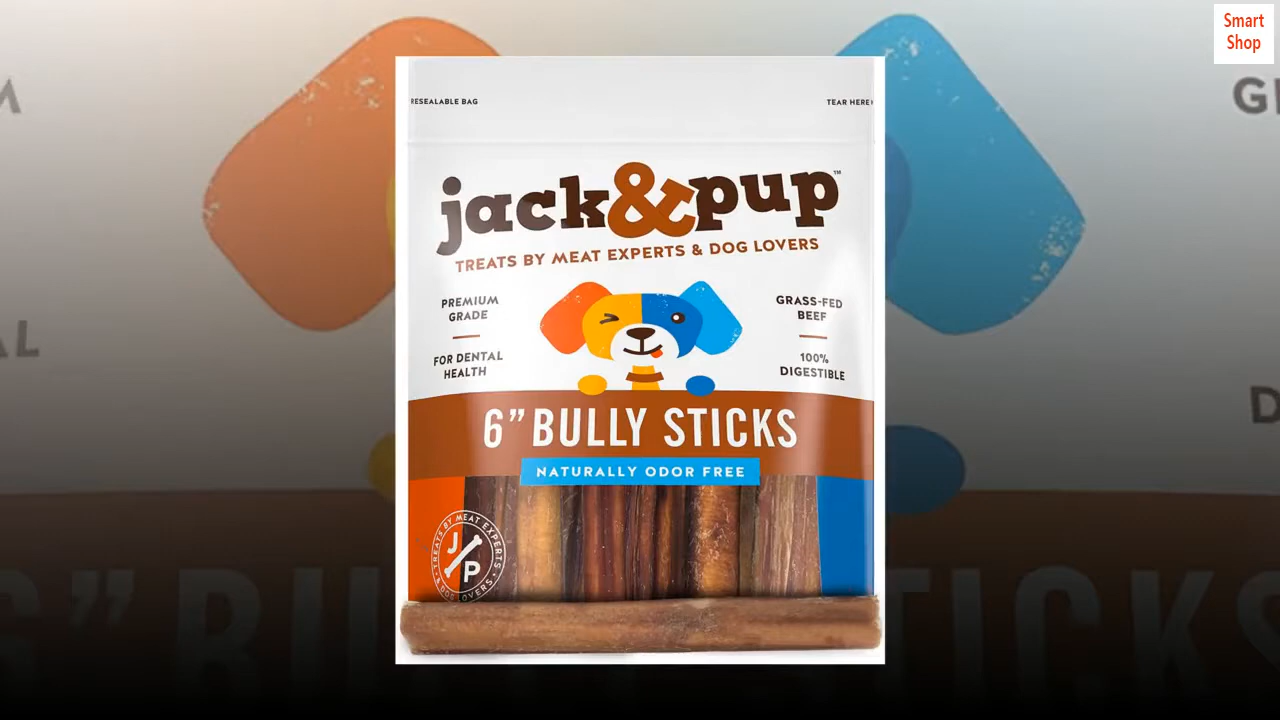 Smart
Shop
RESEALABLE BAG
TEAR HERE
jack&pup™
TREATS BY MEAT EXPERTS & DOG LOVERS
PREMIUM
GRADE
FOR DENTAL
HEALTH
GRASS-FED
BEEF
100%
DIGESTIBLE
6” BULLY STICKS
NATURALLY ODOR FREE
TREATS BY MEAT EXPERTS
& DOG LOVERS
J
P